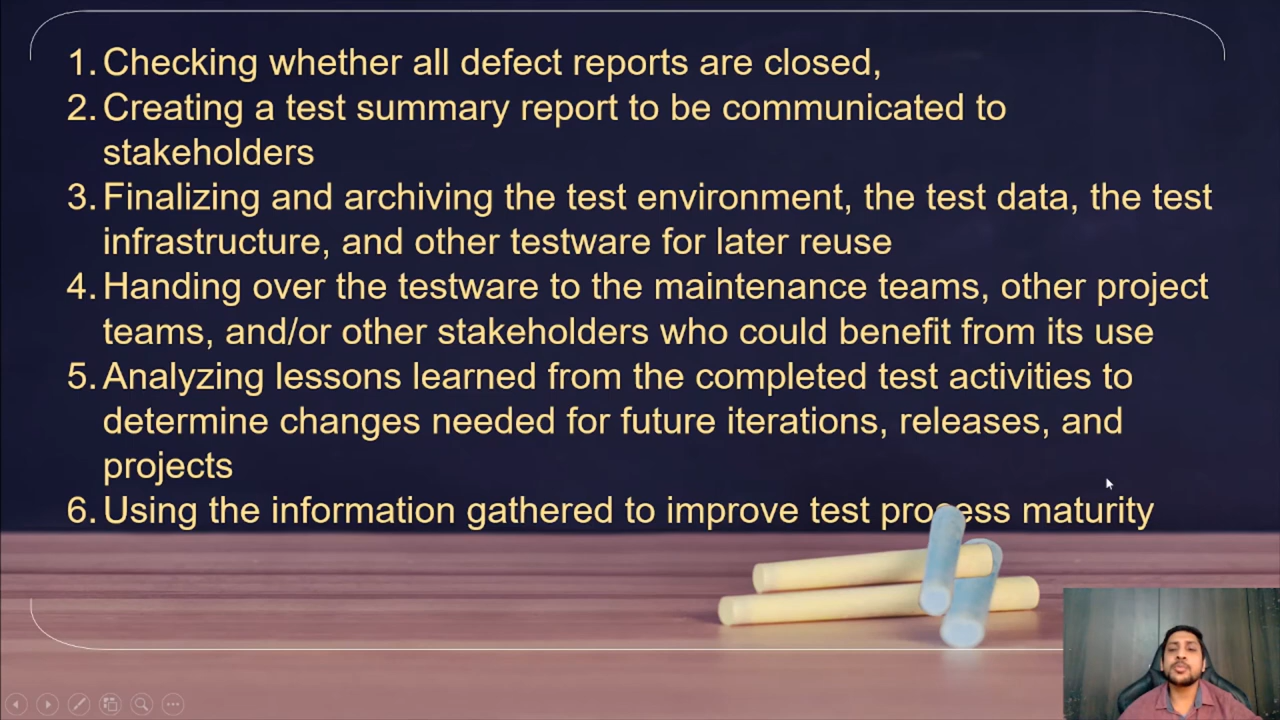 1. Checking whether all defect reports are closed,
2. Creating a test summary report to be communicated to
stakeholders
3. Finalizing and archiving the test environment, the test data, the test
infrastructure, and other testware for later reuse
4. Handing over the testware to the maintenance teams, other project
teams, and/or other stakeholders who could benefit from its use
5. Analyzing lessons learned from the completed test activities to
determine changes needed for future iterations, releases, and
projects
6. Using the information gathered to improve test process maturity